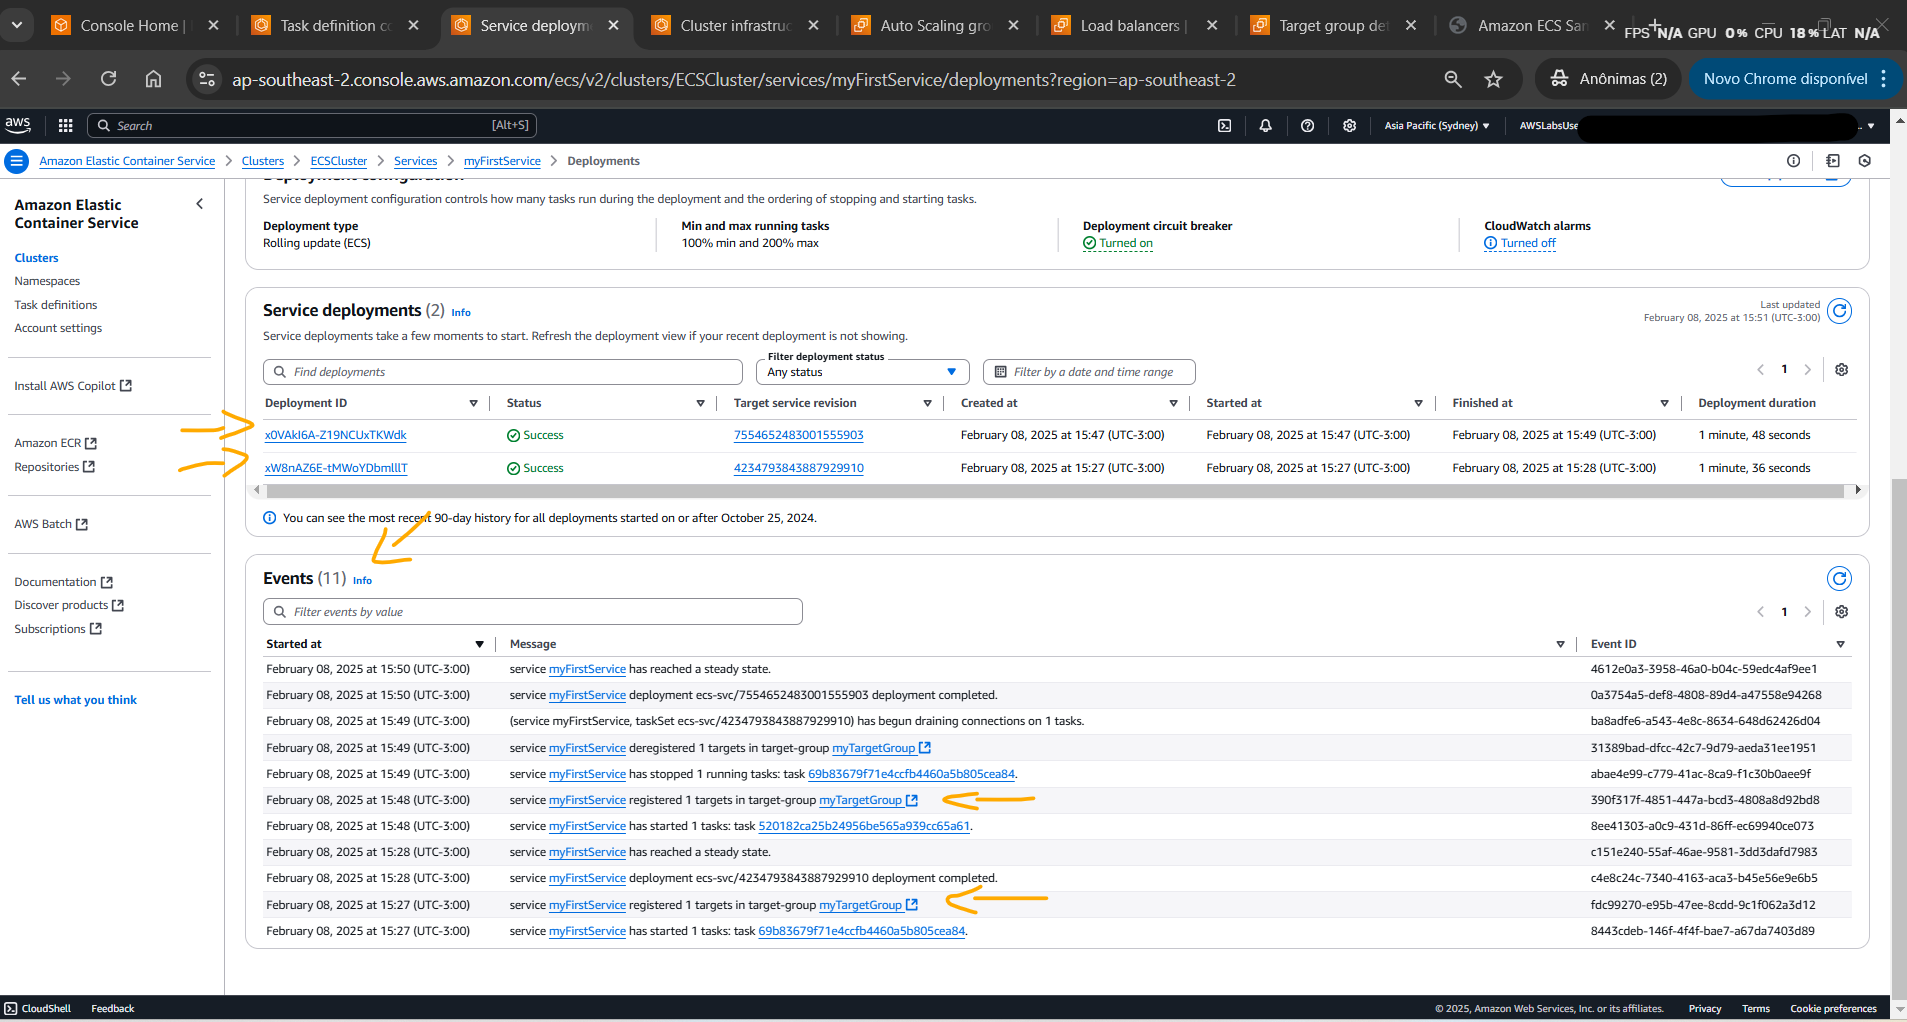 Console Home |
Task definition co
Service deployme
Cluster infrastruc
Auto Scaling gro
Load balancers |
Target group det
Amazon ECS Sam
FPS N/A GPU 0% CPU 18% LAT N/A
ap-southeast-2.console.aws.amazon.com/ecs/v2/clusters/ECSCluster/services/myFirstService/deployments?region=ap-southeast-2
Anônimas (2)
Novo Chrome disponível
aws
Search
[Alt+S]
Asia Pacific (Sydney)
AWSLabsUse
Amazon Elastic Container Service > Clusters > ECSCluster > Services > myFirstService > Deployments
Amazon Elastic
Container Service
Clusters
Namespaces
Task definitions
Account settings
Install AWS Copilot
Amazon ECR
Repositories
AWS Batch
Documentation
Discover products
Subscriptions
Tell us what you think
Deployment configuration
Service deployment configuration controls how many tasks run during the deployment and the ordering of stopping and starting tasks.
Deployment type
Rolling update (ECS)
Min and max running tasks
100% min and 200% max
Deployment circuit breaker
Turned on
CloudWatch alarms
Turned off
Service deployments (2) Info
Last updated
February 08, 2025 at 15:51 (UTC-3:00)
Service deployments take a few moments to start. Refresh the deployment view if your recent deployment is not showing.
Find deployments
Filter deployment status
Any status
Filter by a date and time range
1
Deployment ID Status Target service revision Created at Started at Finished at Deployment duration
x0VAkI6A-Z19NCUxTKWdk Success 7554652483001555903 February 08, 2025 at 15:47 (UTC-3:00) February 08, 2025 at 15:47 (UTC-3:00) February 08, 2025 at 15:49 (UTC-3:00) 1 minute, 48 seconds
xW8nAZ6E-tMWoYDbmlllT Success 4234793843887929910 February 08, 2025 at 15:27 (UTC-3:00) February 08, 2025 at 15:27 (UTC-3:00) February 08, 2025 at 15:28 (UTC-3:00) 1 minute, 36 seconds
You can see the most recent 90-day history for all deployments started on or after October 25, 2024.
Events (11) Info
Filter events by value
1
Started at Message Event ID
February 08, 2025 at 15:50 (UTC-3:00) service myFirstService has reached a steady state. 4612e0a3-3958-46a0-b04c-59edc4af9ee1
February 08, 2025 at 15:50 (UTC-3:00) service myFirstService deployment ecs-svc/7554652483001555903 deployment completed. 0a3754a5-def8-4808-89d4-a47558e94268
February 08, 2025 at 15:49 (UTC-3:00) (service myFirstService, taskSet ecs-svc/4234793843887929910) has begun draining connections on 1 tasks. ba8adfe6-a543-4e8c-8634-648d62426d04
February 08, 2025 at 15:49 (UTC-3:00) service myFirstService deregistered 1 targets in target-group myTargetGroup 31389bad-dfcc-42c7-9d79-aeda31ee1951
February 08, 2025 at 15:49 (UTC-3:00) service myFirstService has stopped 1 running tasks: task 69b83679f71e4ccfb4460a5b805cea84. abae4e99-c779-41ac-8ca9-f1c30b0aee9f
February 08, 2025 at 15:48 (UTC-3:00) service myFirstService registered 1 targets in target-group myTargetGroup 390f317f-4851-447a-bcd3-4808a8d92bd8
February 08, 2025 at 15:48 (UTC-3:00) service myFirstService has started 1 tasks: task 520182ca25b24956be565a939cc65a61. 8ee41303-a0c9-431d-86ff-ec69940ce073
February 08, 2025 at 15:28 (UTC-3:00) service myFirstService has reached a steady state. c151e240-55af-46ae-9581-3dd3dafd7983
February 08, 2025 at 15:28 (UTC-3:00) service myFirstService deployment ecs-svc/4234793843887929910 deployment completed. c4e8c24c-7340-4163-aca3-b45e56e9e6b5
February 08, 2025 at 15:27 (UTC-3:00) service myFirstService registered 1 targets in target-group myTargetGroup fdc99270-e95b-47ee-8cdd-9c1f062a3d12
February 08, 2025 at 15:27 (UTC-3:00) service myFirstService has started 1 tasks: task 69b83679f71e4ccfb4460a5b805cea84. 8443cdeb-146f-4f4f-bae7-a67da7403d89
CloudShell Feedback © 2025, Amazon Web Services, Inc. or its affiliates. Privacy Terms Cookie preferences